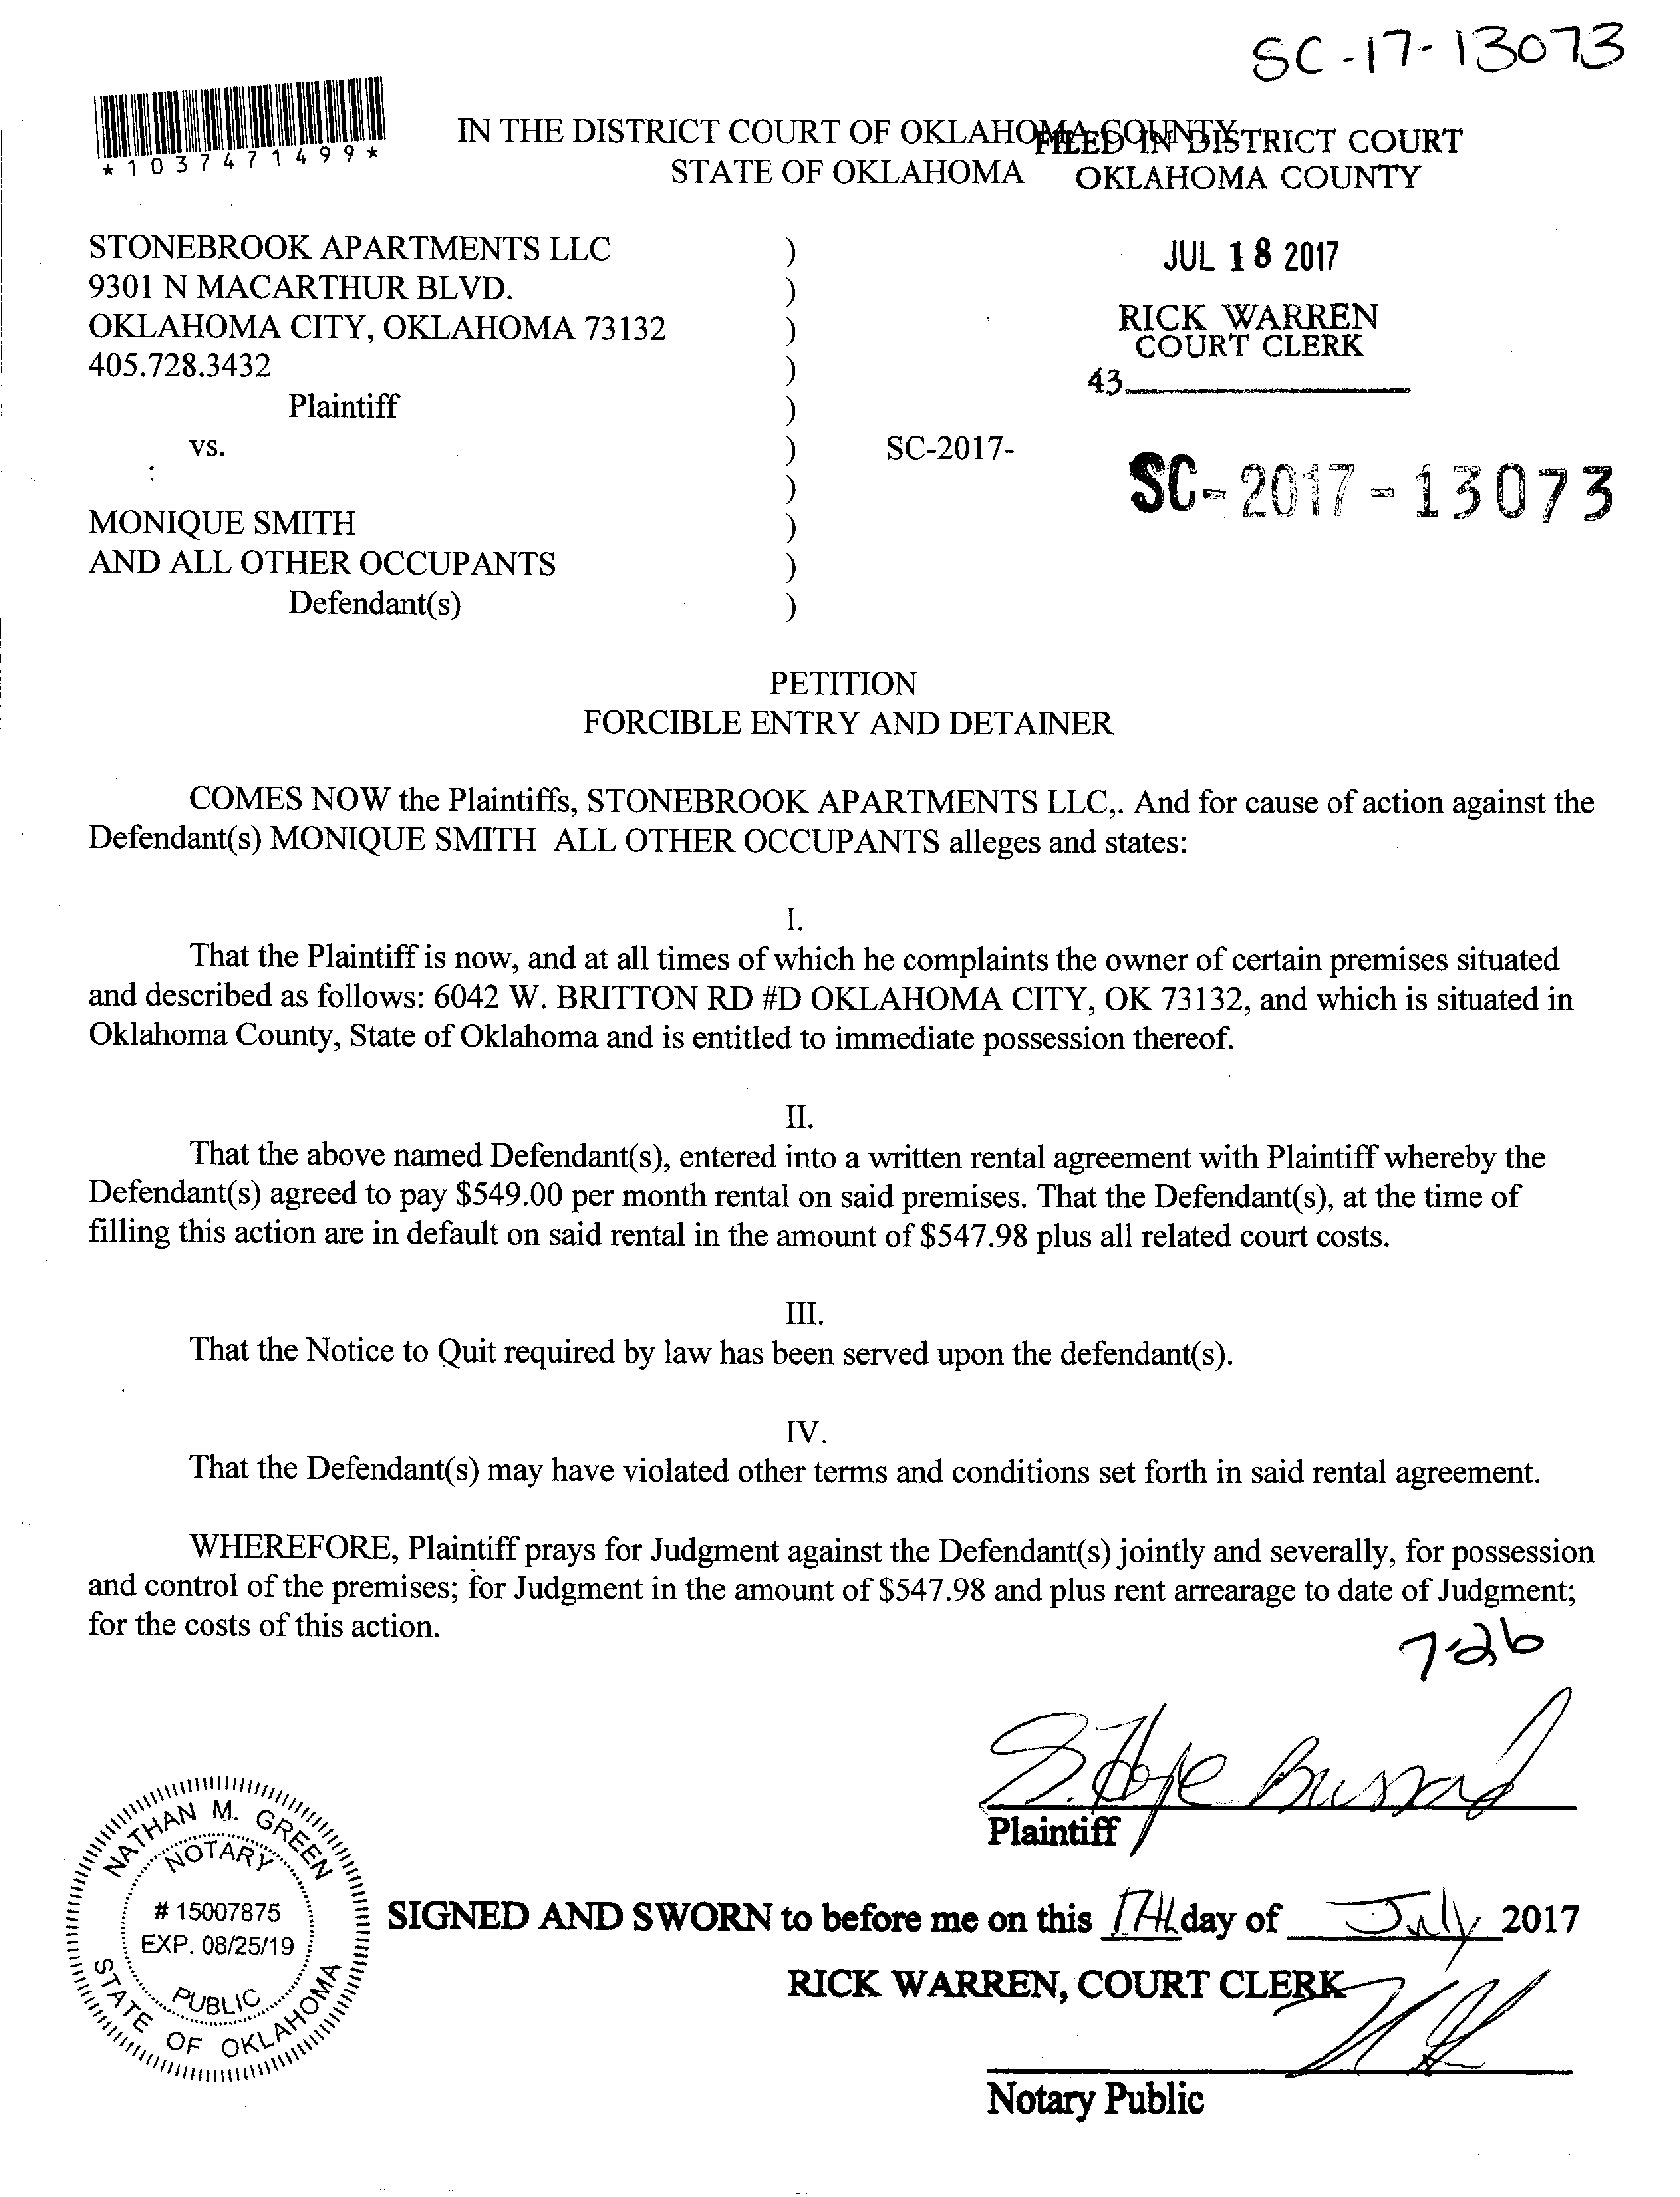 SC-17-13073
*1037471499*
IN THE DISTRICT COURT OF OKLAHOMA COUNTY
STATE OF OKLAHOMA
FILED IN DISTRICT COURT
OKLAHOMA COUNTY
JUL 18 2017
RICK WARREN
COURT CLERK
43
STONEBROOK APARTMENTS LLC )
9301 N MACARTHUR BLVD. )
OKLAHOMA CITY, OKLAHOMA 73132 )
405.728.3432 )
Plaintiff )
vs. ) SC-2017-
SC-2017-13073
)
MONIQUE SMITH )
AND ALL OTHER OCCUPANTS )
Defendant(s) )
PETITION
FORCIBLE ENTRY AND DETAINER
COMES NOW the Plaintiffs, STONEBROOK APARTMENTS LLC,. And for cause of action against the
Defendant(s) MONIQUE SMITH ALL OTHER OCCUPANTS alleges and states:
I.
That the Plaintiff is now, and at all times of which he complaints the owner of certain premises situated
and described as follows: 6042 W. BRITTON RD #D OKLAHOMA CITY, OK 73132, and which is situated in
Oklahoma County, State of Oklahoma and is entitled to immediate possession thereof.
II.
That the above named Defendant(s), entered into a written rental agreement with Plaintiff whereby the
Defendant(s) agreed to pay $549.00 per month rental on said premises. That the Defendant(s), at the time of
filling this action are in default on said rental in the amount of $547.98 plus all related court costs.
III.
That the Notice to Quit required by law has been served upon the defendant(s).
IV.
That the Defendant(s) may have violated other terms and conditions set forth in said rental agreement.
WHEREFORE, Plaintiff prays for Judgment against the Defendant(s) jointly and severally, for possession
and control of the premises; for Judgment in the amount of $547.98 and plus rent arrearage to date of Judgment;
for the costs of this action.
7-26
S. Hope
Plaintiff
NATHAN M. GREEN
NOTARY
# 15007875
EXP. 08/25/19
PUBLIC
STATE OF OKLAHOMA
SIGNED AND SWORN to before me on this day of July 2017
RICK WARREN, COURT CLERK
Notary Public